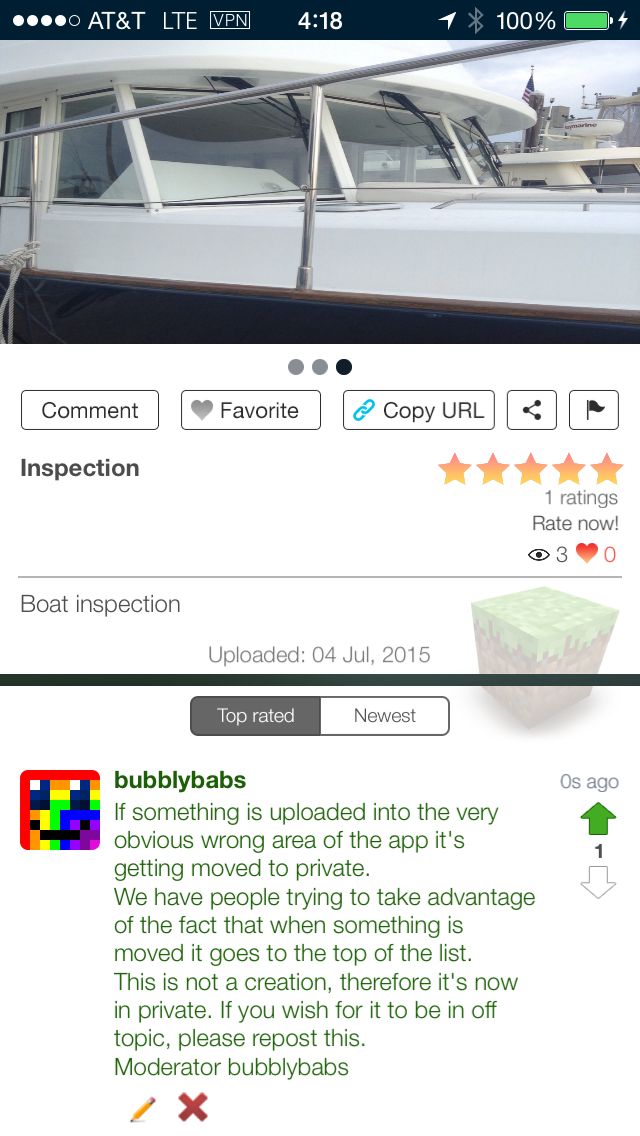 AT&T LTE VPN 4:18 100%
Comment Favorite Copy URL
Inspection
1 ratings
Rate now!
3 0
Boat inspection
Uploaded: 04 Jul, 2015
Top rated Newest
bubblybabs 0s ago
If something is uploaded into the very
obvious wrong area of the app it's
getting moved to private.
1
We have people trying to take advantage
of the fact that when something is
moved it goes to the top of the list.
This is not a creation, therefore it's now
in private. If you wish for it to be in off
topic, please repost this.
Moderator bubblybabs